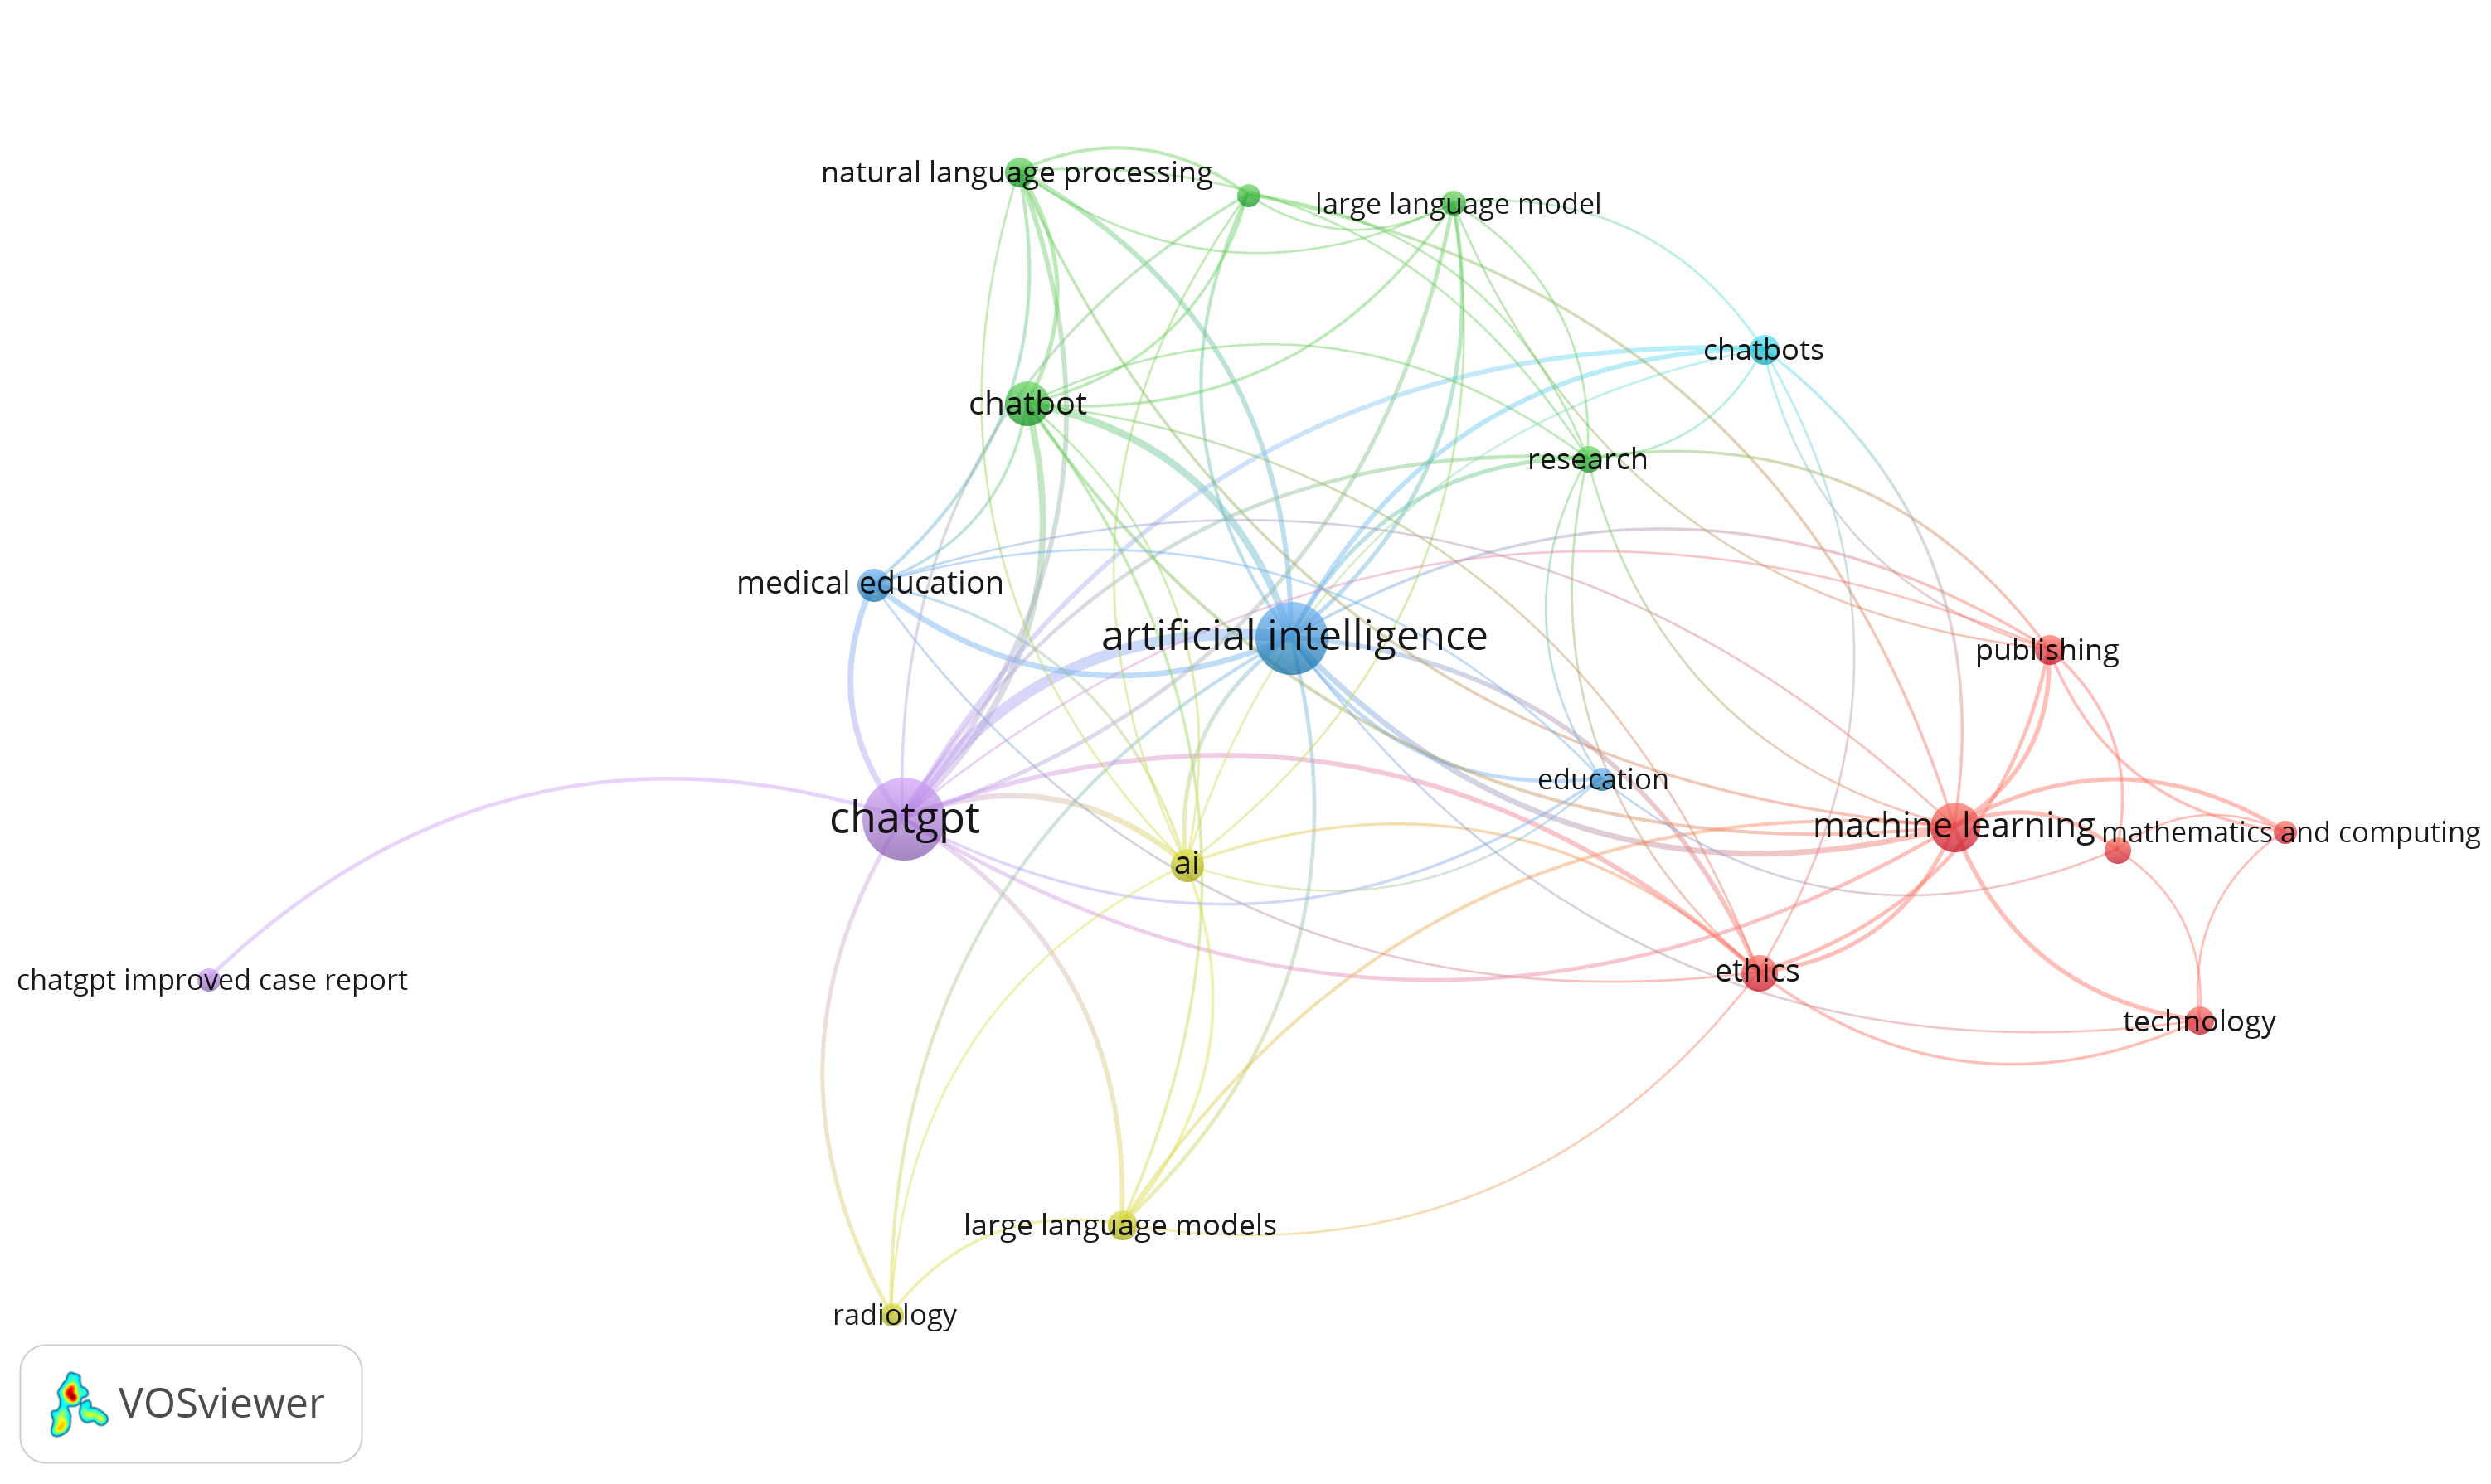 natural language processing
large language model
chatbots
chatbot
research
medical education
artificial intelligence
publishing
education
chatgpt
machine learning
mathematics and computing
ai
ethics
chatgpt improved case report
technology
large language models
radiology
VOSviewer